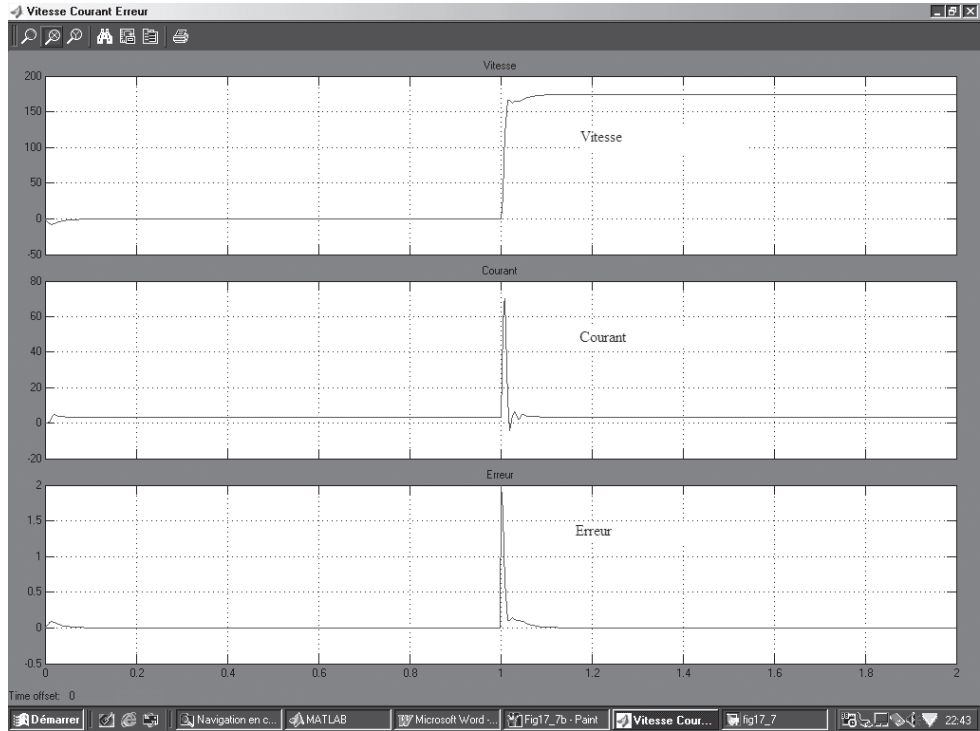 Vitesse Courant Erreur
Vitesse
200
150
100
50
0
-50
Vitesse
Courant
80
60
40
20
0
-20
Courant
Erreur
2
1.5
1
0.5
0
-0.5
Erreur
0 0.2 0.4 0.6 0.8 1 1.2 1.4 1.6 1.8 2
Time offset: 0
Démarrer Navigation en c... MATLAB Microsoft Word -... Fig17_7b - Paint Vitesse Cour... fig17_7 22:43